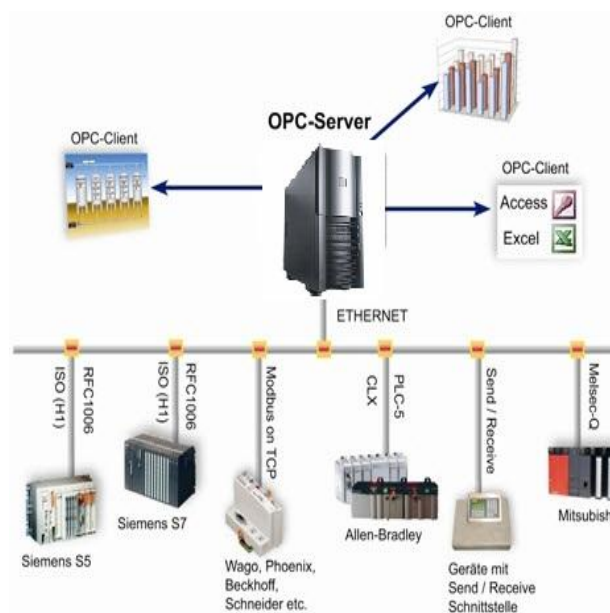 OPC-Client
OPC-Server
OPC-Client
OPC-Client
Access
Excel
ETHERNET
RFC1006
ISO (H1)
RFC1006
ISO (H1)
Modbus on TCP
PLC-5
CLX
Send / Receive
Melsec-Q
Siemens S5
Siemens S7
Wago, Phoenix,
Beckhoff,
Schneider etc.
Allen-Bradley
Geräte mit
Send / Receive
Schnittstelle
Mitsubish